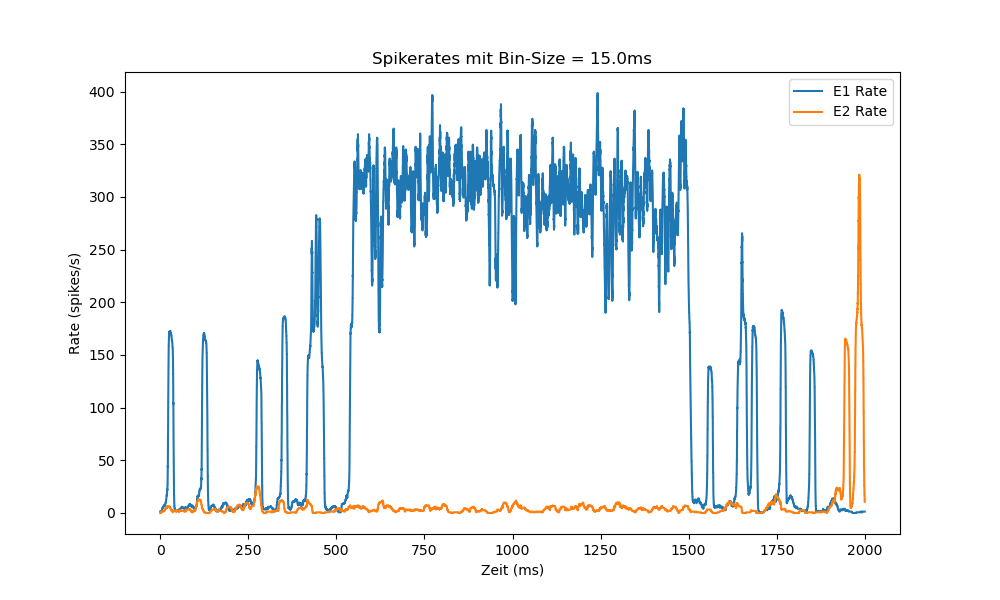 Spikerates mit Bin-Size = 15.0ms
E1 Rate
E2 Rate
400
350
300
250
200
150
100
50
0
Rate (spikes/s)
0 250 500 750 1000 1250 1500 1750 2000
Zeit (ms)